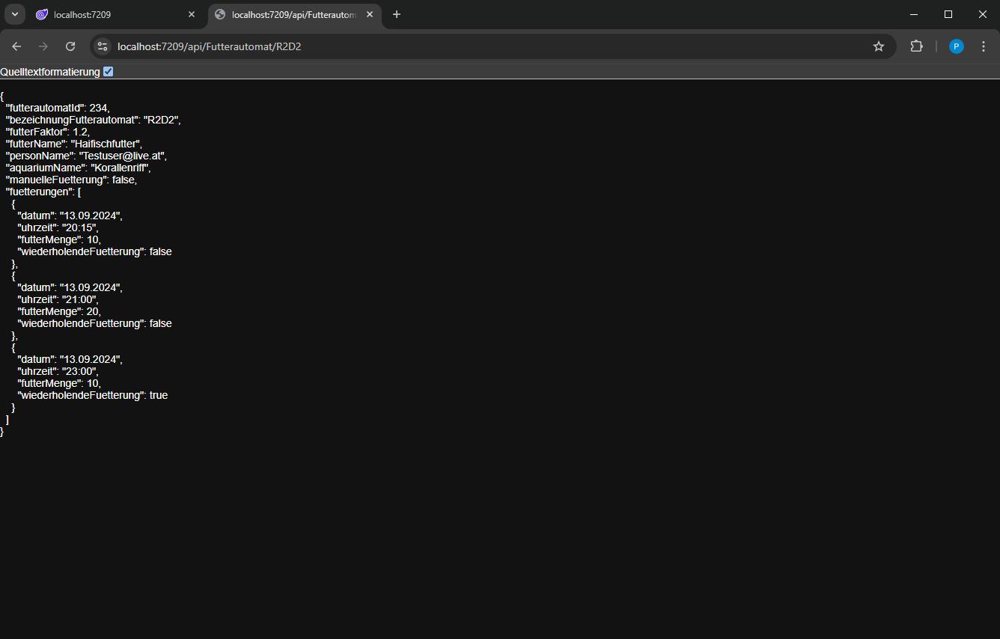 localhost:7209
localhost:7209/api/Futterautom
localhost:7209/api/Futterautomat/R2D2
P
Quelltextformatierung
{
"futterautomatId": 234,
"bezeichnungFutterautomat": "R2D2",
"futterFaktor": 1.2,
"futterName": "Haifischfutter",
"personName": "Testuser@live.at",
"aquariumName": "Korallenriff",
"manuelleFuetterung": false,
"fuetterungen": [
{
"datum": "13.09.2024",
"uhrzeit": "20:15",
"futterMenge": 10,
"wiederholendeFuetterung": false
},
{
"datum": "13.09.2024",
"uhrzeit": "21:00",
"futterMenge": 20,
"wiederholendeFuetterung": false
},
{
"datum": "13.09.2024",
"uhrzeit": "23:00",
"futterMenge": 10,
"wiederholendeFuetterung": true
}
]
}